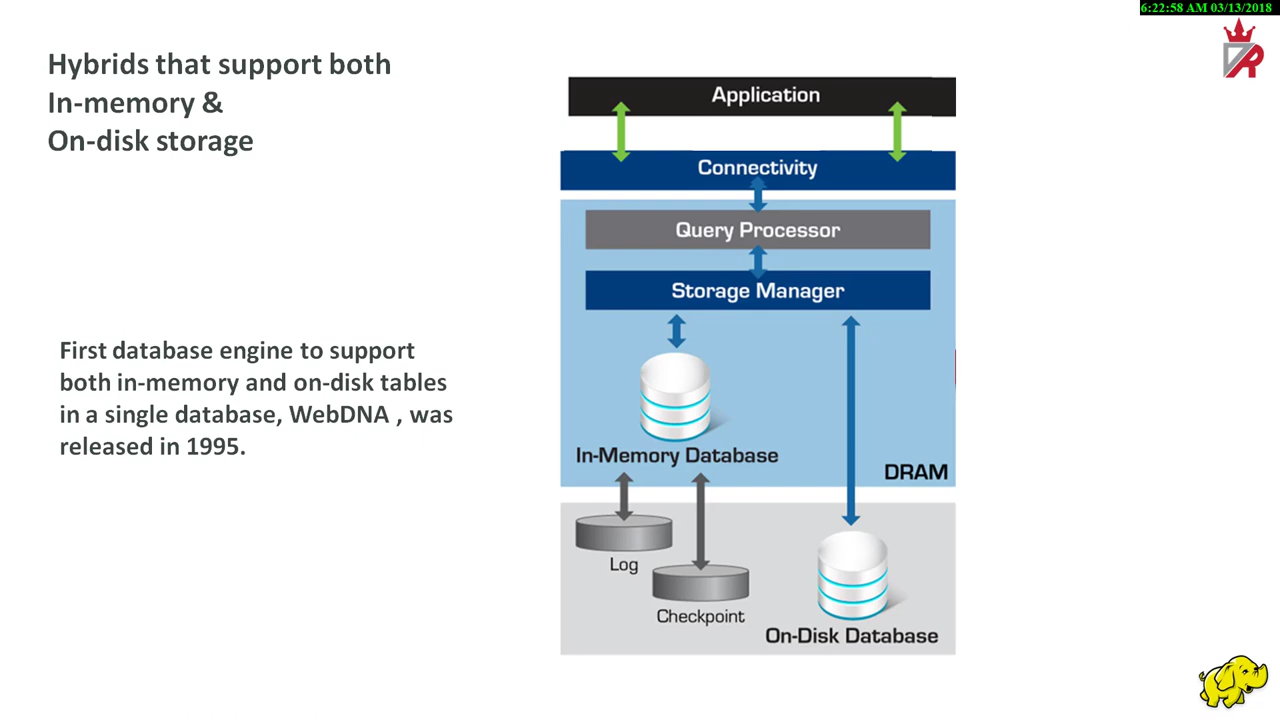 6:22:58 AM 03/13/2018
Hybrids that support both
In-memory &
On-disk storage
First database engine to support
both in-memory and on-disk tables
in a single database, WebDNA , was
released in 1995.
Application
Connectivity
Query Processor
Storage Manager
In-Memory Database
DRAM
Log
Checkpoint
On-Disk Database